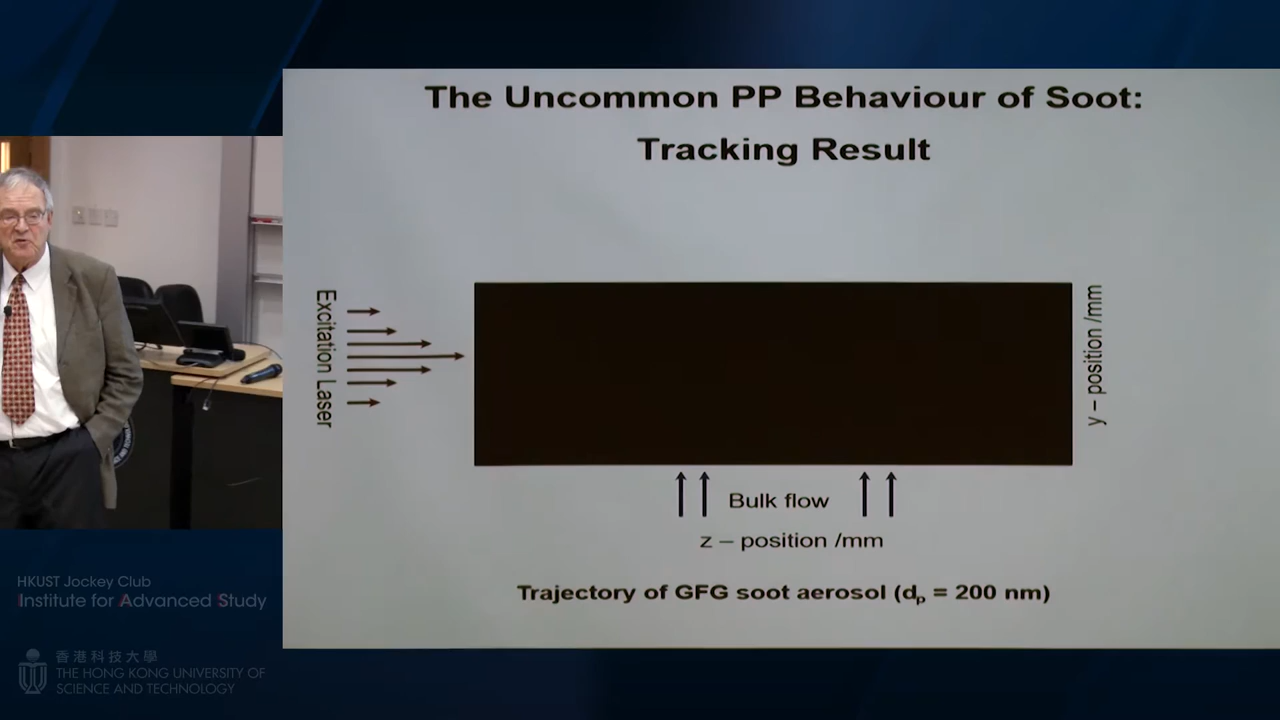 The Uncommon PP Behaviour of Soot:
Tracking Result
Excitation Laser
y – position /mm
Bulk flow
z – position /mm
Trajectory of GFG soot aerosol (dp = 200 nm)
HKUST Jockey Club
Institute for Advanced Study
香港科技大學
THE HONG KONG UNIVERSITY OF
SCIENCE AND TECHNOLOGY